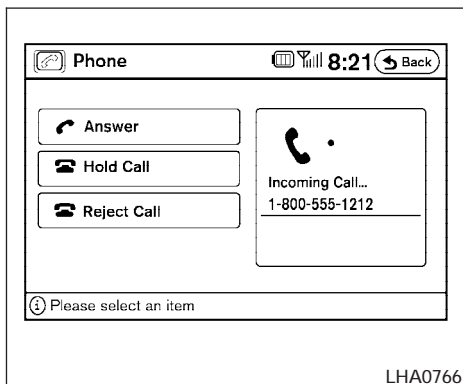 Phone 8:21 Back
Answer
Hold Call
Reject Call
Incoming Call...
1-800-555-1212
i Please select an item
LHA0766